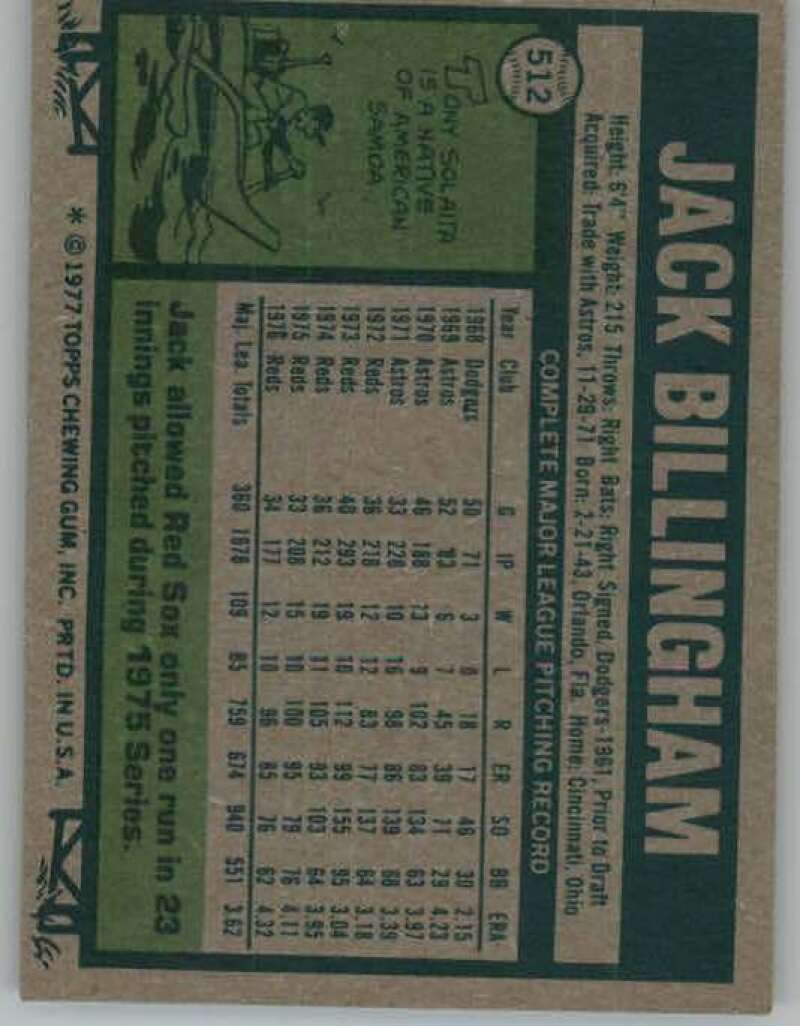 512
JACK BILLINGHAM
Height: 6'4" Weight: 215 Throws: Right Bats: Right Signed: Dodgers-1961, Prior to Draft
Acquired: Trade with Astros, 11-29-71 Born: 2-21-43, Orlando, Fla. Home: Cincinnati, Ohio
TONY SOLAITA
IS A NATIVE
OF AMERICAN
SAMOA.
COMPLETE MAJOR LEAGUE PITCHING RECORD
Year Club G IP W L R ER SO BB ERA
1968 Dodgers 50 71 3 8 18 17 46 30 2.15
1969 Astros 52 83 6 7 45 39 71 29 4.23
1970 Astros 46 188 13 9 102 83 134 63 3.97
1971 Astros 33 228 10 16 98 86 139 68 3.39
1972 Reds 36 218 12 12 83 77 137 64 3.18
1973 Reds 40 293 19 10 112 99 155 95 3.04
1974 Reds 36 212 19 11 105 93 103 64 3.95
1975 Reds 33 208 15 10 100 95 79 76 4.11
1976 Reds 34 177 12 10 96 85 76 62 4.32
Maj. Lea. Totals 360 1678 109 85 759 674 940 551 3.62
Jack allowed Red Sox only one run in 23
innings pitched during 1975 Series.
* © 1977 TOPPS CHEWING GUM, INC. PRTD. IN U.S.A.